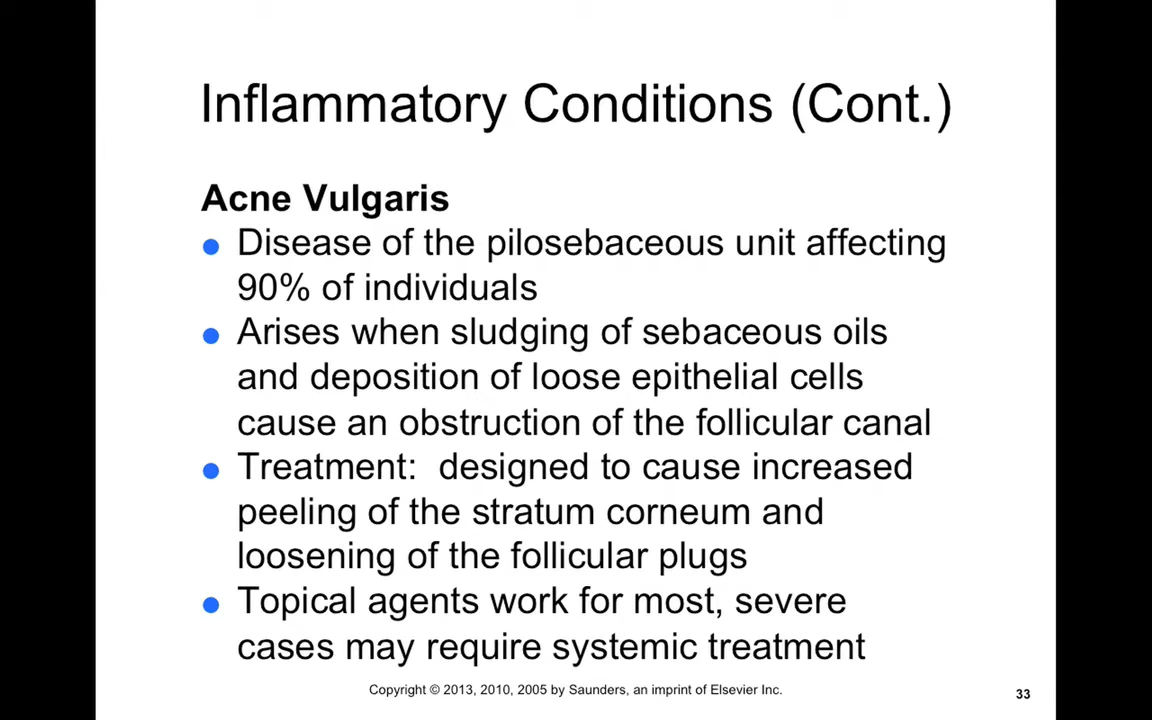 Inflammatory Conditions (Cont.)
Acne Vulgaris
● Disease of the pilosebaceous unit affecting
90% of individuals
● Arises when sludging of sebaceous oils
and deposition of loose epithelial cells
cause an obstruction of the follicular canal
● Treatment:  designed to cause increased
peeling of the stratum corneum and
loosening of the follicular plugs
● Topical agents work for most, severe
cases may require systemic treatment
Copyright © 2013, 2010, 2005 by Saunders, an imprint of Elsevier Inc.
33